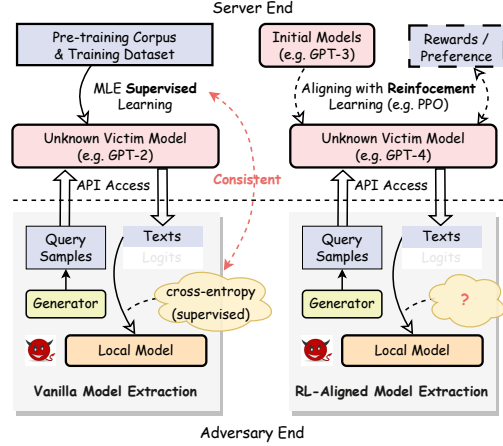 Server End
Pre-training Corpus
& Training Dataset
MLE Supervised
Learning
Unknown Victim Model
(e.g. GPT-2)
API Access
Consistent
Query
Samples
Texts
Logits
Generator
cross-entropy
(supervised)
Local Model
Vanilla Model Extraction
Initial Models
(e.g. GPT-3)
Rewards /
Preference
Aligning with Reinfocement
Learning (e.g. PPO)
Unknown Victim Model
(e.g. GPT-4)
API Access
Query
Samples
Texts
Logits
Generator
?
Local Model
RL-Aligned Model Extraction
Adversary End